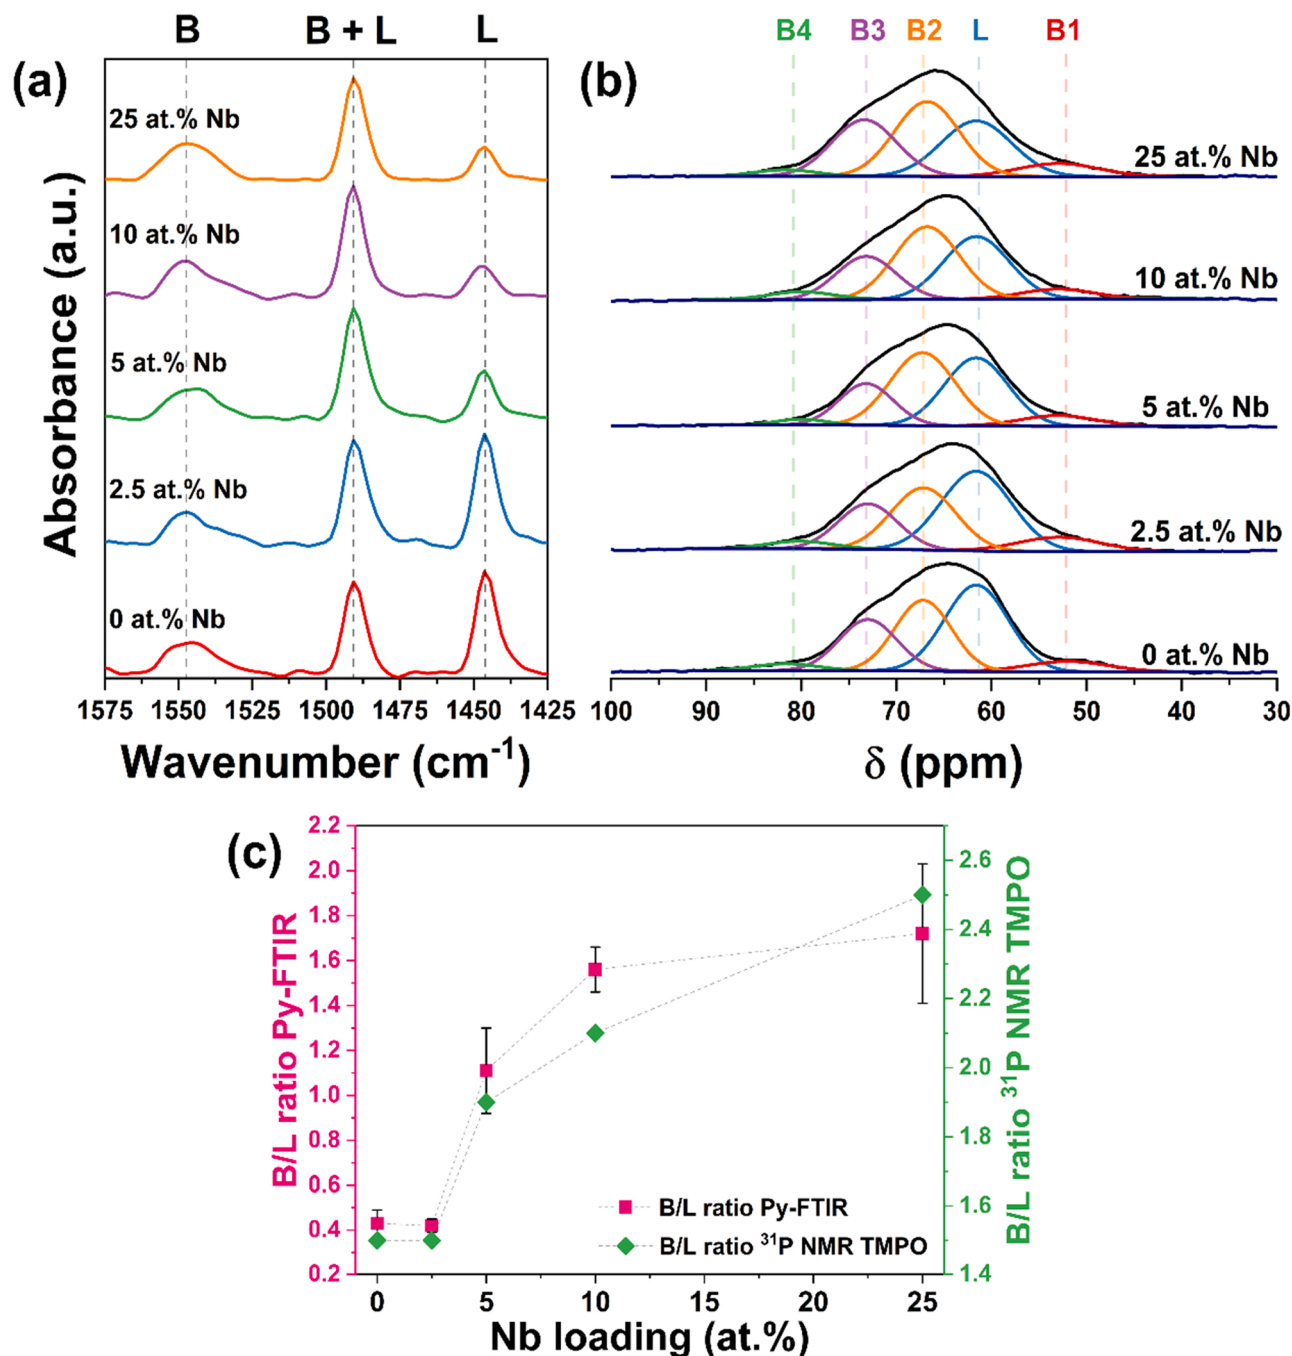 B B + L L
(a)
25 at.% Nb
10 at.% Nb
5 at.% Nb
2.5 at.% Nb
0 at.% Nb
Absorbance (a.u.)
1575 1550 1525 1500 1475 1450 1425
Wavenumber (cm⁻¹)
B4 B3 B2 L B1
(b)
25 at.% Nb
10 at.% Nb
5 at.% Nb
2.5 at.% Nb
0 at.% Nb
100 90 80 70 60 50 40 30
δ (ppm)
(c)
B/L ratio Py-FTIR
2.2
2.0
1.8
1.6
1.4
1.2
1.0
0.8
0.6
0.4
0.2
B/L ratio Py-FTIR
B/L ratio ³¹P NMR TMPO
2.6
2.4
2.2
2.0
1.8
1.6
1.4
B/L ratio ³¹P NMR TMPO
0 5 10 15 20 25
Nb loading (at.%)